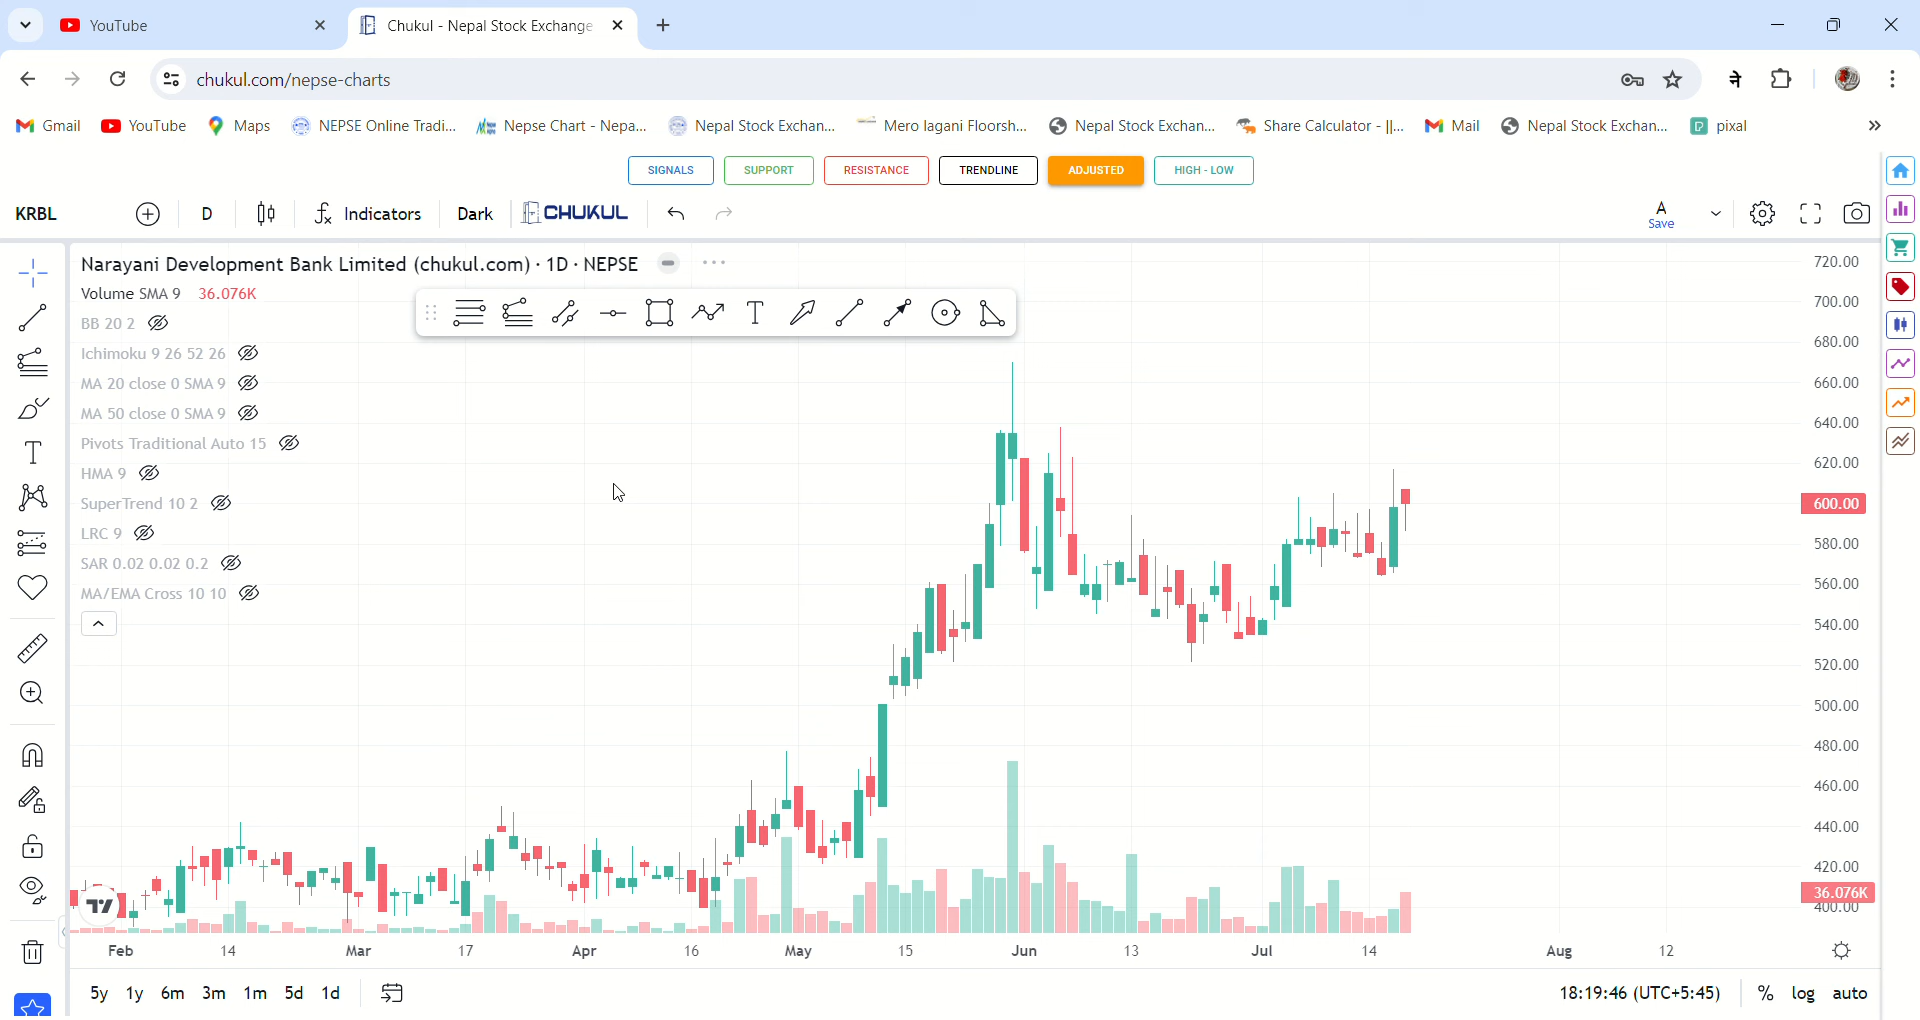 YouTube
Chukul - Nepal Stock Exchange
chukul.com/nepse-charts
ने
Gmail YouTube Maps NEPSE Online Tradi... Nepse Chart - Nepa... Nepal Stock Exchan... Mero lagani Floorsh... Nepal Stock Exchan... Share Calculator - ||... Mail Nepal Stock Exchan... pixal
SIGNALS SUPPORT RESISTANCE TRENDLINE ADJUSTED HIGH - LOW
KRBL D Indicators Dark CHUKUL A Save
Narayani Development Bank Limited (chukul.com) · 1D · NEPSE
Volume SMA 9 36.076K
BB 20 2
Ichimoku 9 26 52 26
MA 20 close 0 SMA 9
MA 50 close 0 SMA 9
Pivots Traditional Auto 15
HMA 9
SuperTrend 10 2
LRC 9
SAR 0.02 0.02 0.2
MA/EMA Cross 10 10
720.00
700.00
680.00
660.00
640.00
620.00
600.00
580.00
560.00
540.00
520.00
500.00
480.00
460.00
440.00
420.00
36.076K
400.00
Feb 14 Mar 17 Apr 16 May 15 Jun 13 Jul 14 Aug 12
5y 1y 6m 3m 1m 5d 1d 18:19:46 (UTC+5:45) % log auto